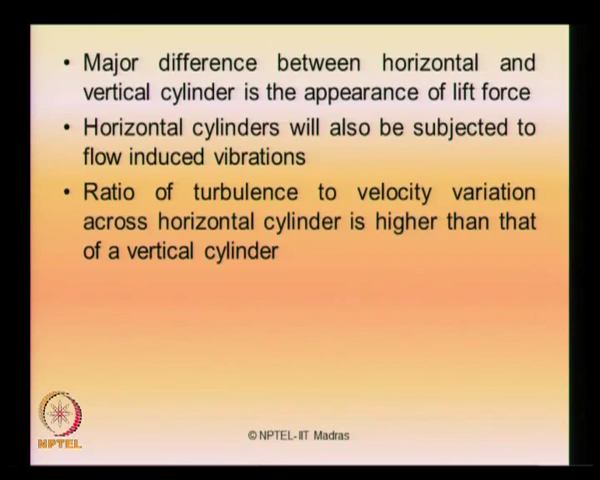 • Major difference between horizontal and
vertical cylinder is the appearance of lift force
• Horizontal cylinders will also be subjected to
flow induced vibrations
• Ratio of turbulence to velocity variation
across horizontal cylinder is higher than that
of a vertical cylinder
NPTEL
© NPTEL-IIT Madras